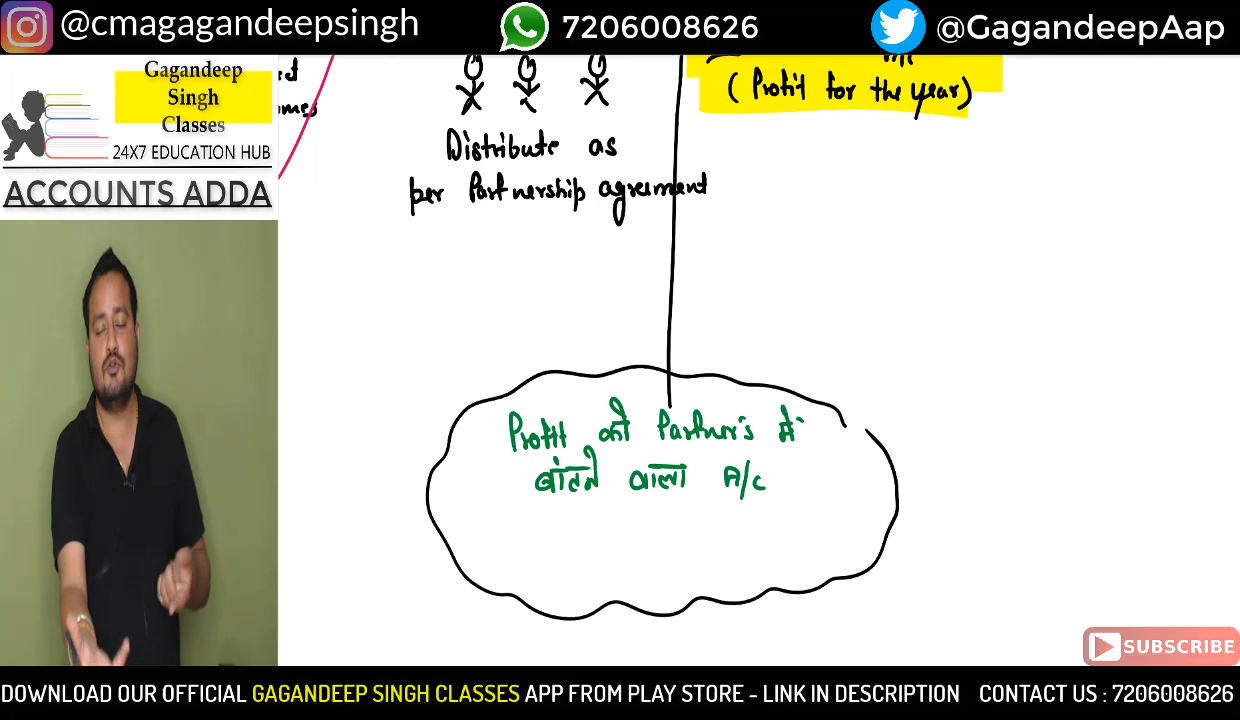 @cmagagandeepsingh 7206008626 @GagandeepAap
Gagandeep
Singh
Classes
24X7 EDUCATION HUB
ACCOUNTS ADDA
(Profit for the year)
Distribute as
per Partnership agreement
Profit को Partner's में
बांटने वाला A/C
SUBSCRIBE
DOWNLOAD OUR OFFICIAL GAGANDEEP SINGH CLASSES APP FROM PLAY STORE - LINK IN DESCRIPTION CONTACT US : 7206008626